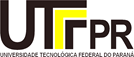 UTFPR
UNIVERSIDADE TECNOLÓGICA FEDERAL DO PARANÁ